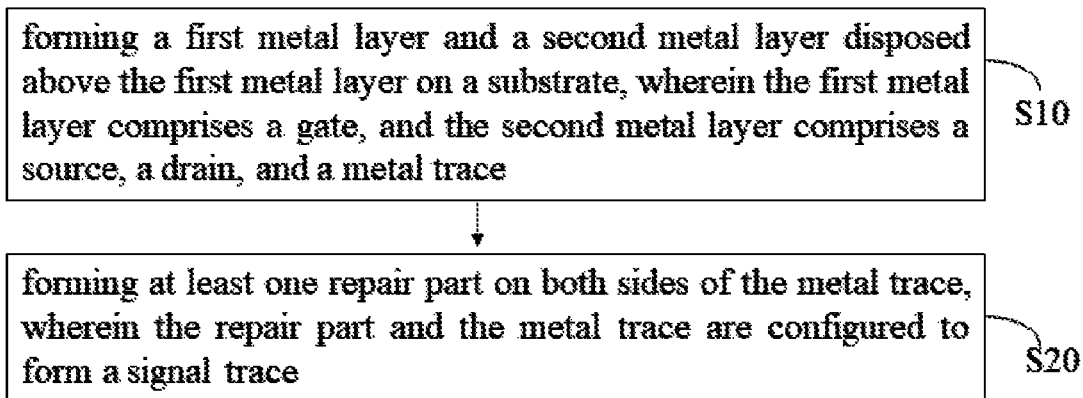 forming a first metal layer and a second metal layer disposed
above the first metal layer on a substrate, wherein the first metal
layer comprises a gate, and the second metal layer comprises a
source, a drain, and a metal trace
S10
forming at least one repair part on both sides of the metal trace,
wherein the repair part and the metal trace are configured to
form a signal trace
S20